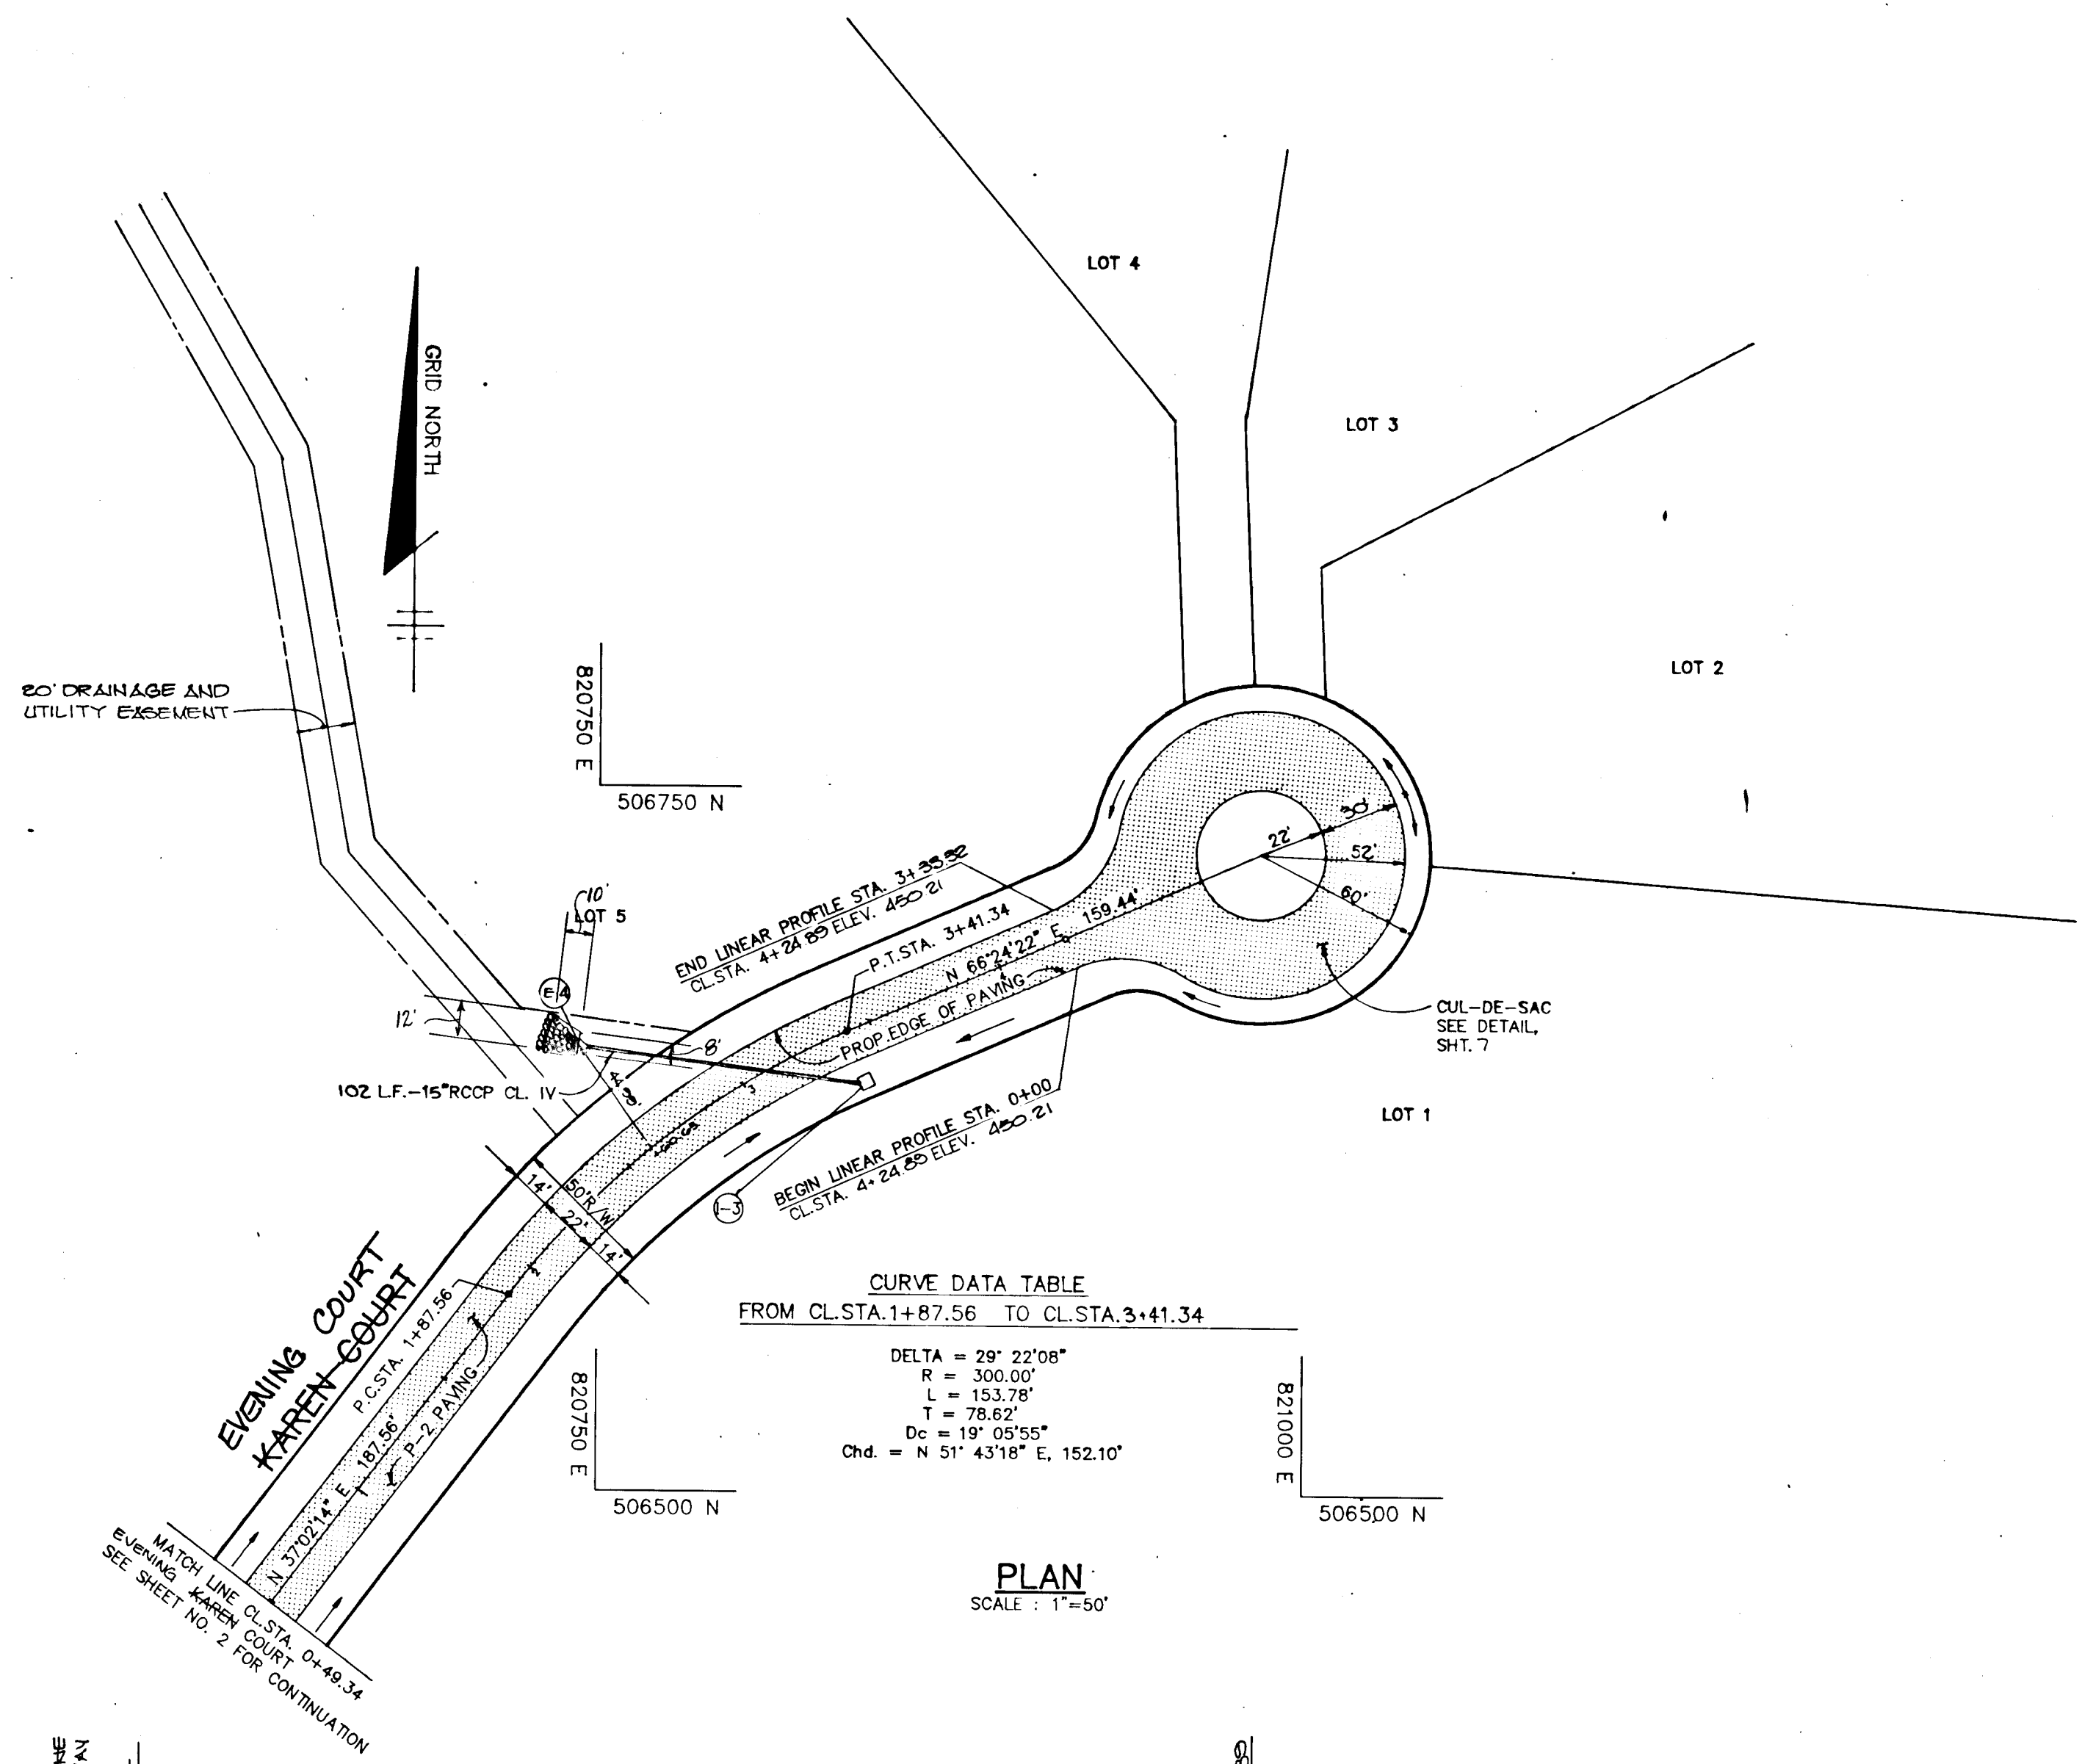 LOT 4
GRID NORTH
LOT 3
LOT 2
20' DRAINAGE AND
UTILITY EASEMENT
820750 E
506750 N
30'
22'
52'
60'
10'
LOT 5
END LINEAR PROFILE STA. 3+
CL.STA. 4+24.89 ELEV. 450.21
P.T.STA. 3+41.34
N 66°24'22" E 159.44'
4
PROP.EDGE OF PAVING
E-4
12'
8'
102 L.F.-15"RCCP CL. IV
3
CUL-DE-SAC
SEE DETAIL,
SHT. 7
LOT 1
BEGIN LINEAR PROFILE STA. 0+00
CL.STA. 4+24.89 ELEV. 450.21
I-3
14'
50'R/W
22'
14'
2
EVENING COURT
KAREN COURT
P.C.STA. 1+87.56
P-2 PAVING
N 37°02'14" E 187.56'
1
CURVE DATA TABLE
FROM CL.STA.1+87.56 TO CL.STA.3+41.34
DELTA = 29° 22'08"
R = 300.00'
L = 153.78'
T = 78.62'
Dc = 19° 05'55"
Chd. = N 51° 43'18" E, 152.10'
820750 E
506500 N
821000 E
506500 N
MATCH LINE CL.STA. 0+49.34
EVENING KAREN COURT
SEE SHEET NO. 2 FOR CONTINUATION
PLAN
SCALE : 1"=50'